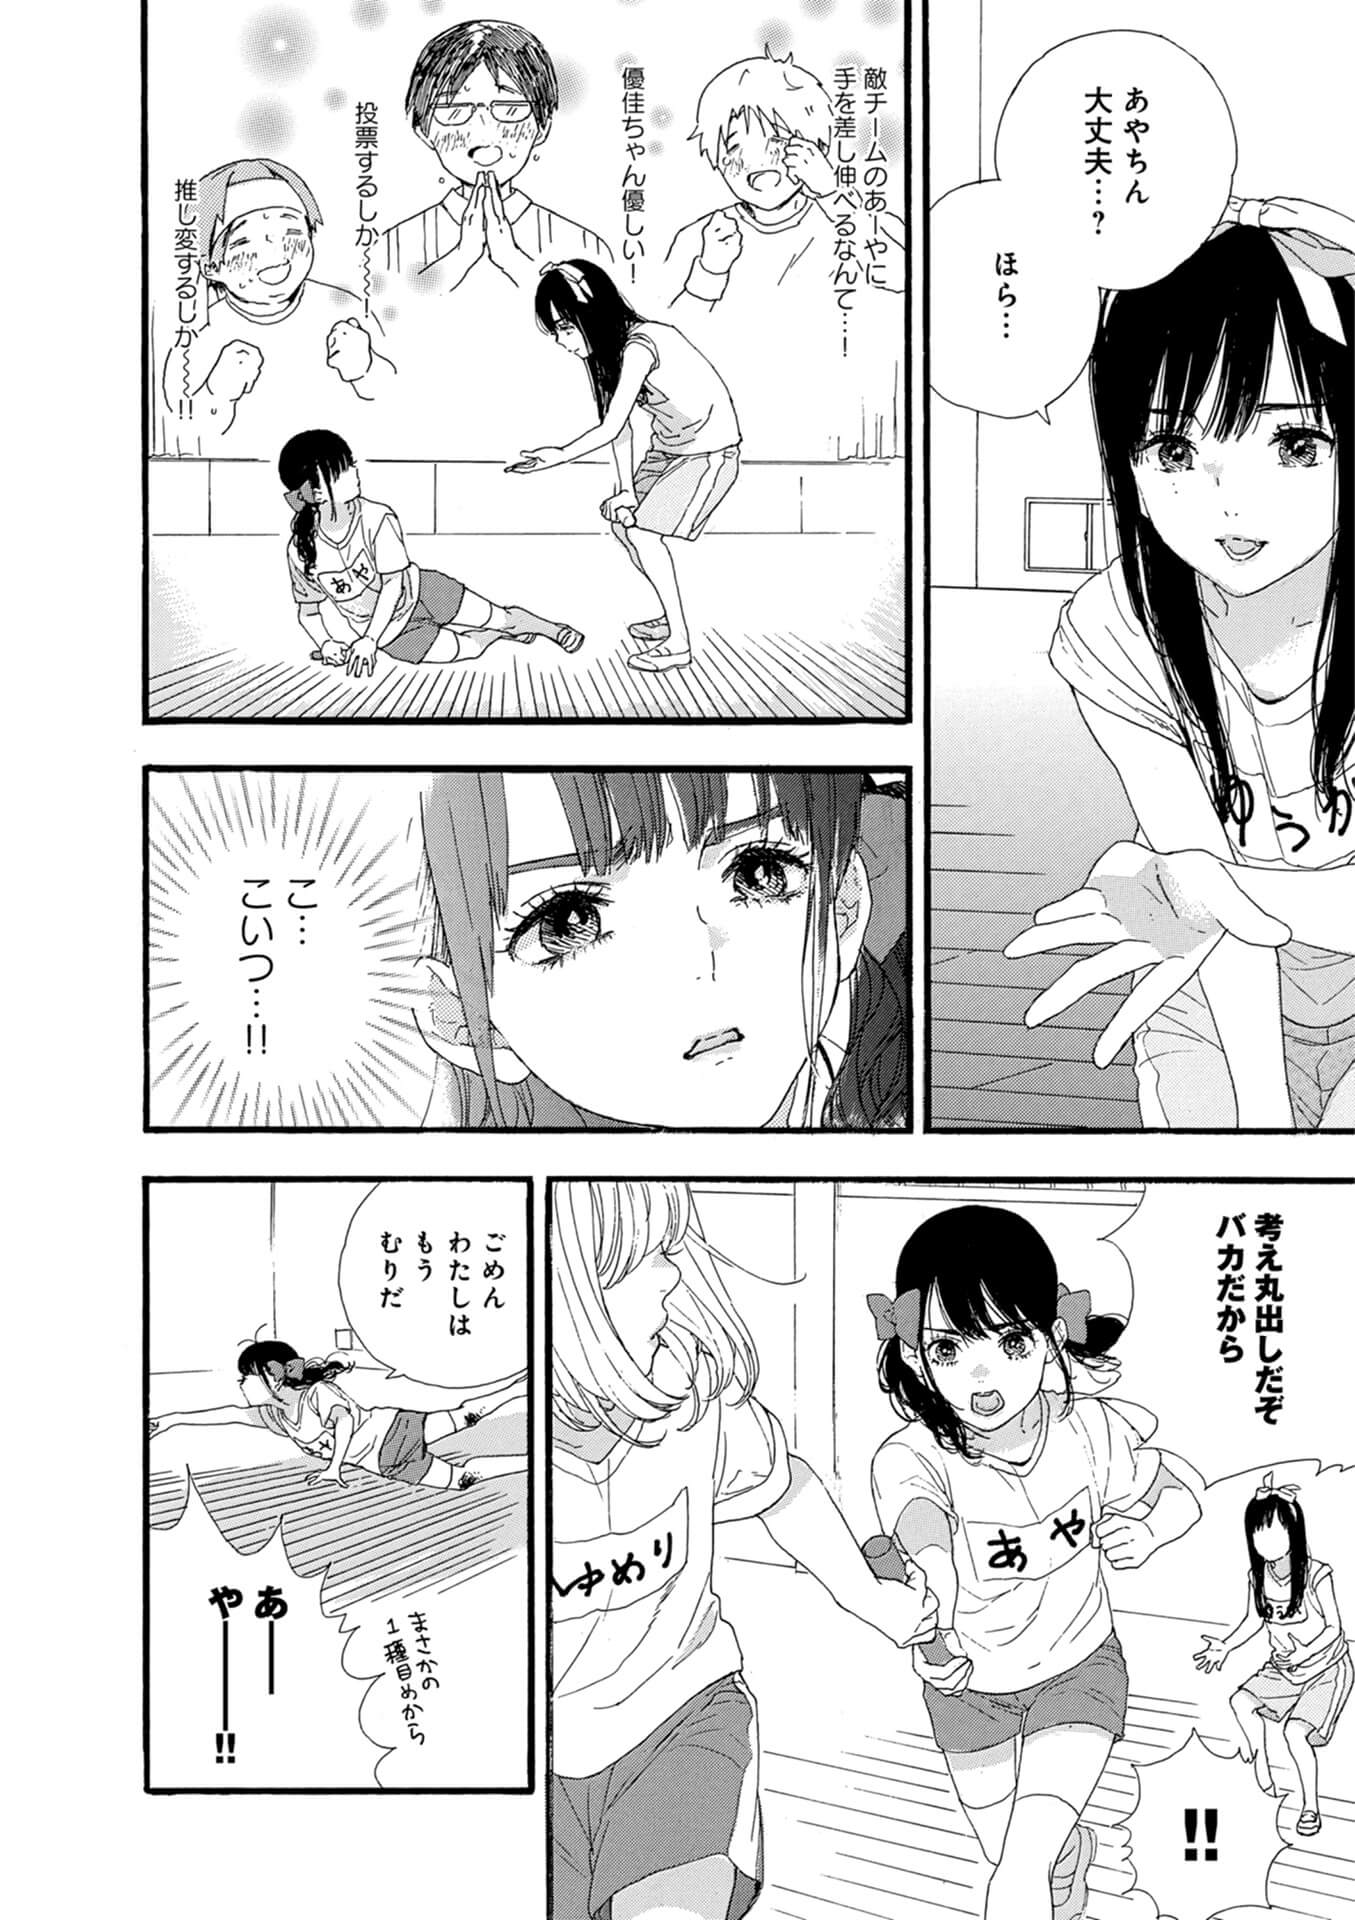 あやちん
大丈夫…?
ほら…
ゆうか
敵チームのあーやに
手を差し伸べるなんて…!
優佳ちゃん優しい!
投票するしか〜〜!
推し変するしか〜〜!!
あや
こ…
こいつ…!!
考え丸出しだぞ
バカだから
ゆうか
!!
あや
ゆめり
ごめん
わたしは
もう
むりだ
あーー
やーー!!
まさかの
1種目めから